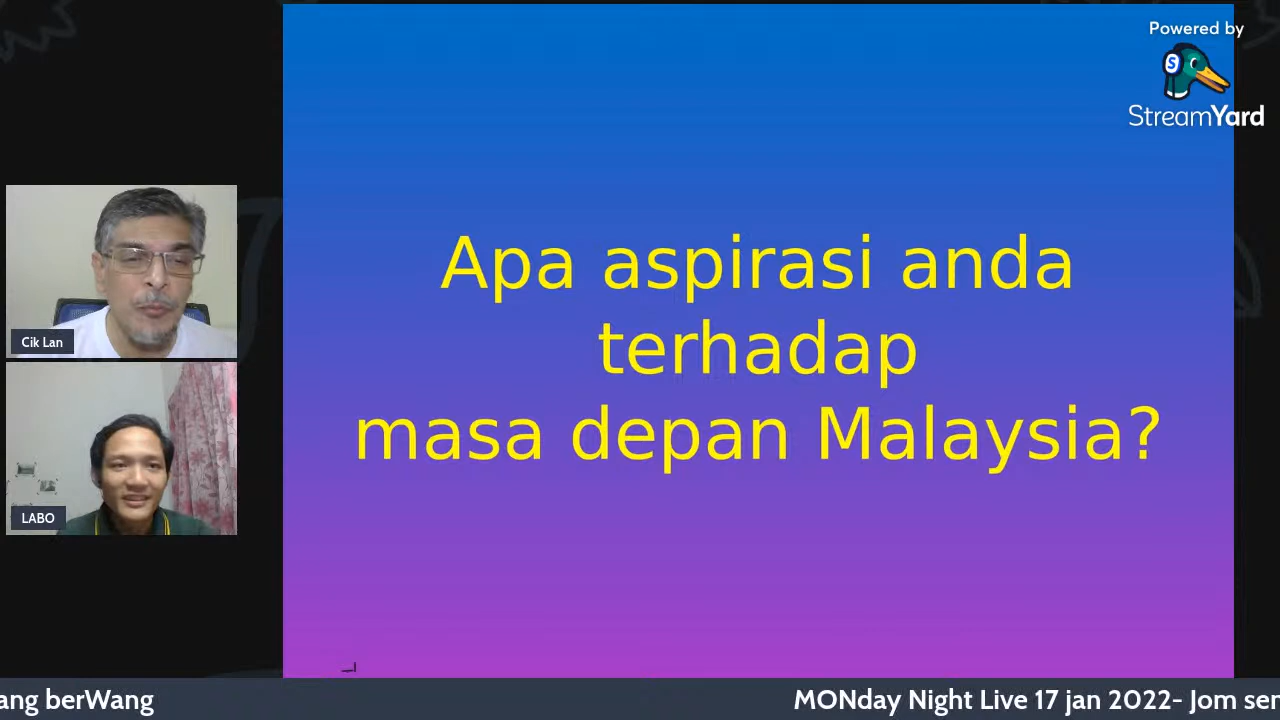 Powered by
StreamYard
Apa aspirasi anda
terhadap
masa depan Malaysia?
Cik Lan
LABO
ang berWang
MONday Night Live 17 jan 2022- Jom ser